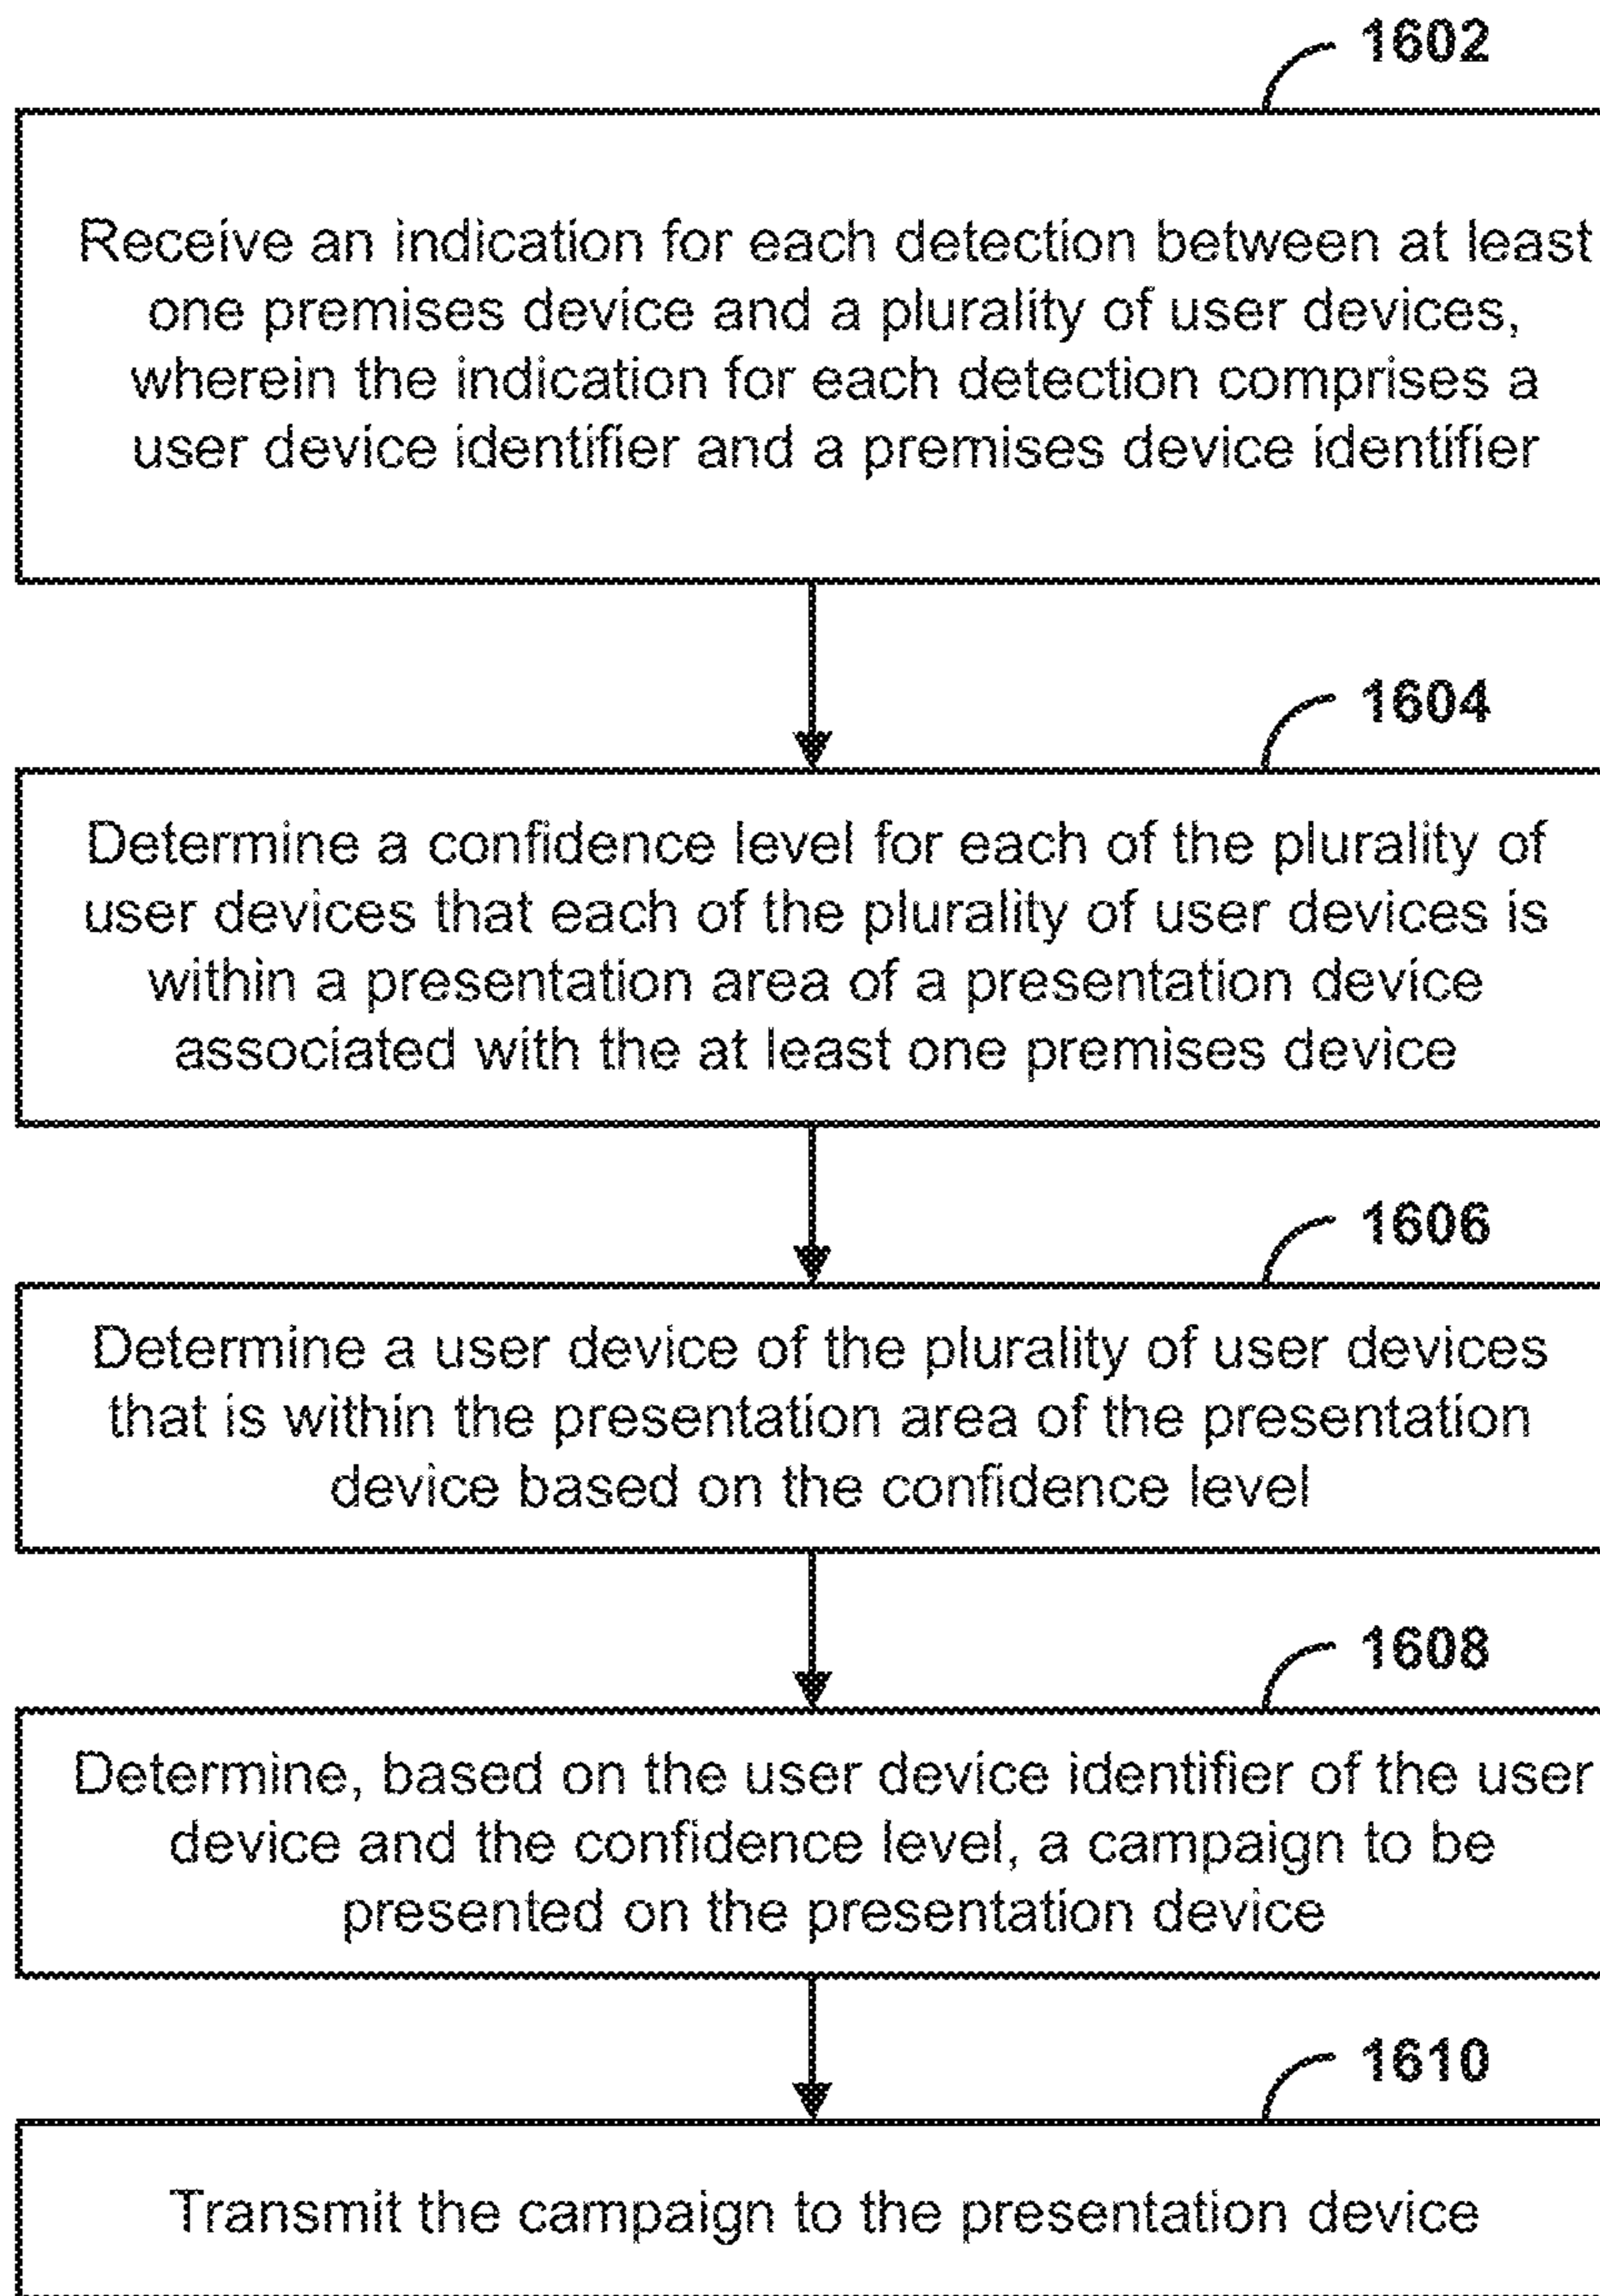 1602
Receive an indication for each detection between at least
one premises device and a plurality of user devices,
wherein the indication for each detection comprises a
user device identifier and a premises device identifier
1604
Determine a confidence level for each of the plurality of
user devices that each of the plurality of user devices is
within a presentation area of a presentation device
associated with the at least one premises device
1606
Determine a user device of the plurality of user devices
that is within the presentation area of the presentation
device based on the confidence level
1608
Determine, based on the user device identifier of the user
device and the confidence level, a campaign to be
presented on the presentation device
1610
Transmit the campaign to the presentation device